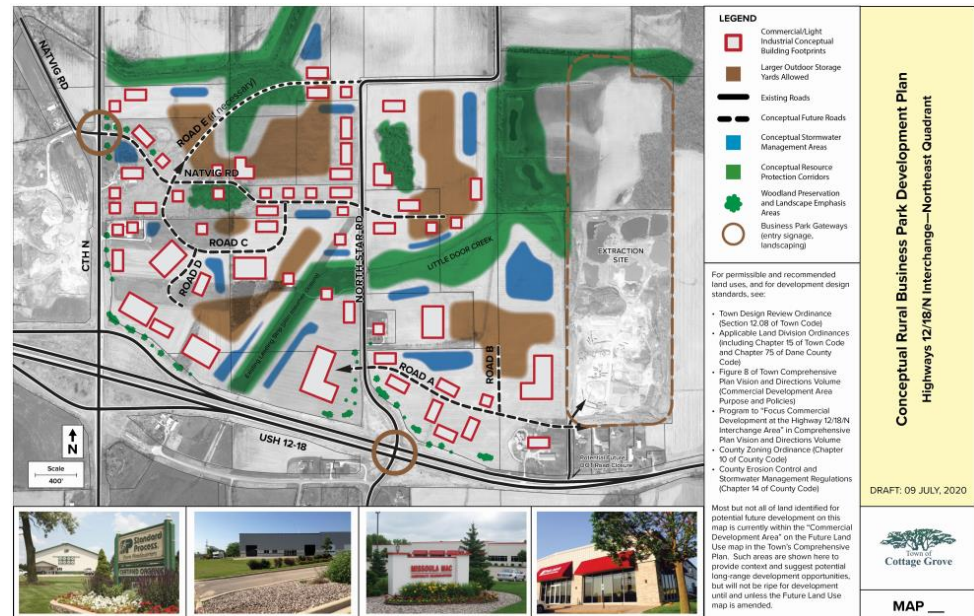 NATVIG RD
ROAD E (if necessary)
NATVIG RD
CTH N
ROAD C
ROAD D
NORTH STAR RD
LITTLE DOOR CREEK
EXTRACTION
SITE
ROAD A
ROAD B
USH 12-18
Potential Future
DOT Road Closure
N
Scale
400'
Standard
Process
CERTIFIED ORGANIC
MISSOULA MAC
LEGEND
Commercial/Light
Industrial Conceptual
Building Footprints
Larger Outdoor Storage
Yards Allowed
Existing Roads
Conceptual Future Roads
Conceptual Stormwater
Management Areas
Conceptual Resource
Protection Corridors
Woodland Preservation
and Landscape Emphasis
Areas
Business Park Gateways
(entry signage,
landscaping)
For permissible and recommended
land uses, and for development design
standards, see:
• Town Design Review Ordinance
(Section 12.08 of Town Code)
• Applicable Land Division Ordinances
(including Chapter 15 of Town Code
and Chapter 75 of Dane County
Code)
• Figure 8 of Town Comprehensive
Plan Vision and Directions Volume
(Commercial Development Area
Purpose and Policies)
• Program to "Focus Commercial
Development at the Highway 12/18/N
Interchange Area" in Comprehensive
Plan Vision and Directions Volume
• County Zoning Ordinance (Chapter
10 of County Code)
• County Erosion Control and
Stormwater Management Regulations
(Chapter 14 of County Code)
Most but not all of land identified for
potential future development on this
map is currently within the "Commercial
Development Area" on the Future Land
Use map in the Town's Comprehensive
Plan. Such areas are shown here to
provide context and suggest potential
long-range development opportunities,
but will not be ripe for development
until and unless the Future Land Use
map is amended.
Conceptual Rural Business Park Development Plan
Highways 12/18/N Interchange—Northeast Quadrant
DRAFT: 09 JULY, 2020
Town of
Cottage Grove
MAP __